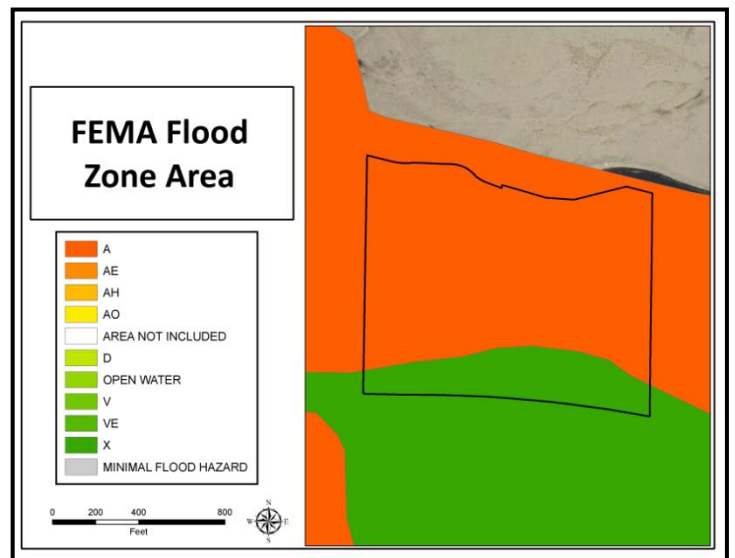 FEMA Flood
Zone Area
A
AE
AH
AO
AREA NOT INCLUDED
D
OPEN WATER
V
VE
X
MINIMAL FLOOD HAZARD
0 200 400 800
Feet
N
W E
S